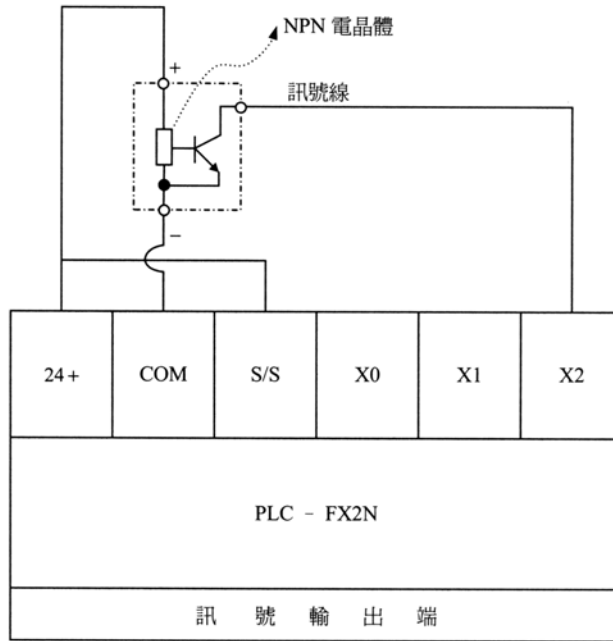 NPN 電晶體
+
訊號線
−
24+ COM S/S X0 X1 X2
PLC - FX2N
訊 號 輸 出 端